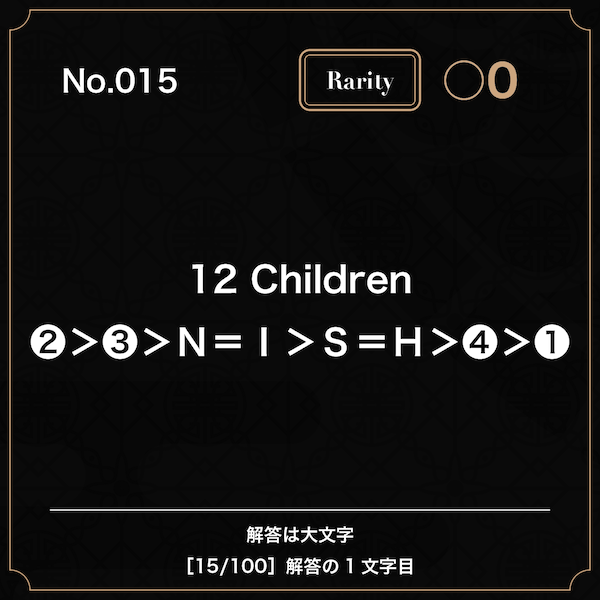 No.015
Rarity
○0
12 Children
❷＞❸＞Ｎ＝Ｉ＞Ｓ＝Ｈ＞❹＞❶
解答は大文字
［15/100］解答の１文字目